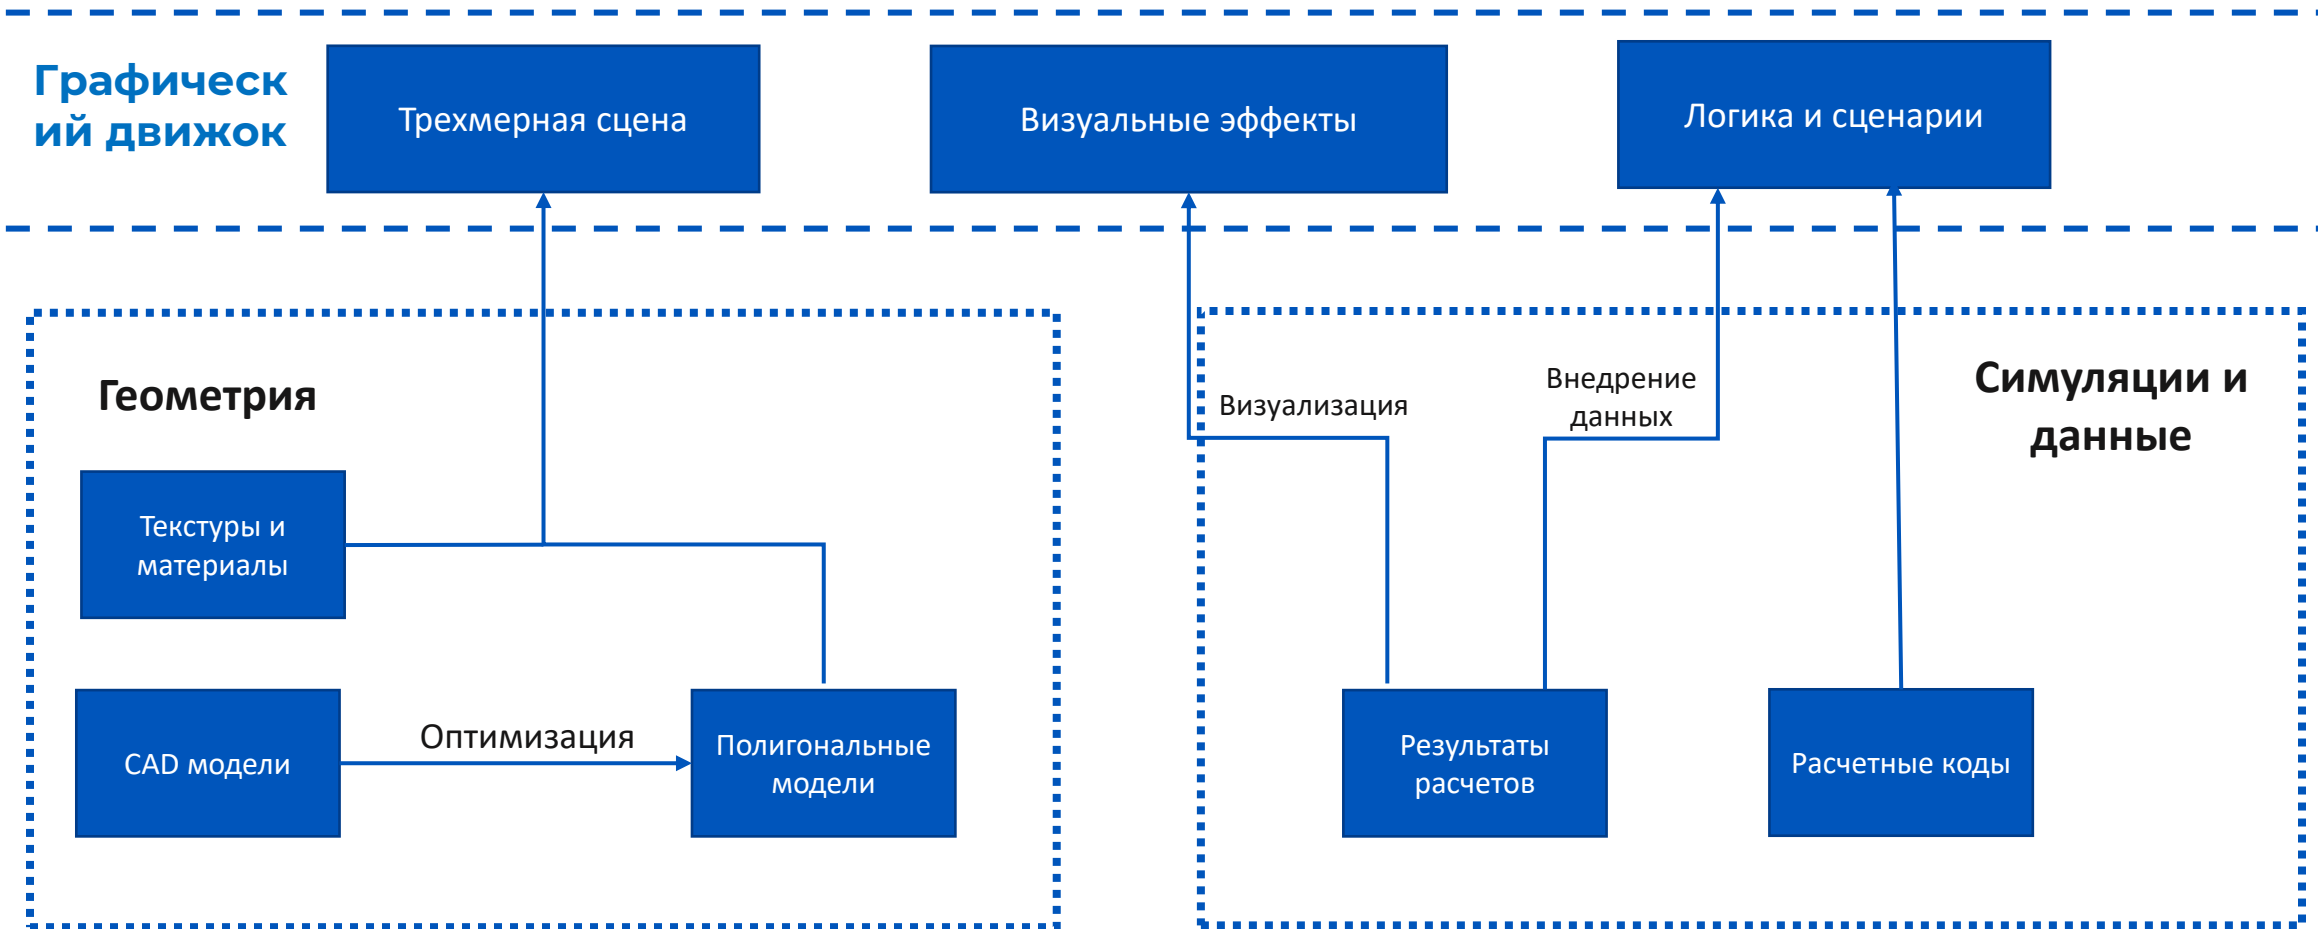 Графическ
ий движок
Трехмерная сцена
Визуальные эффекты
Логика и сценарии
Геометрия
Текстуры и
материалы
CAD модели
Оптимизация
Полигональные
модели
Симуляции и
данные
Визуализация
Внедрение
данных
Результаты
расчетов
Расчетные коды